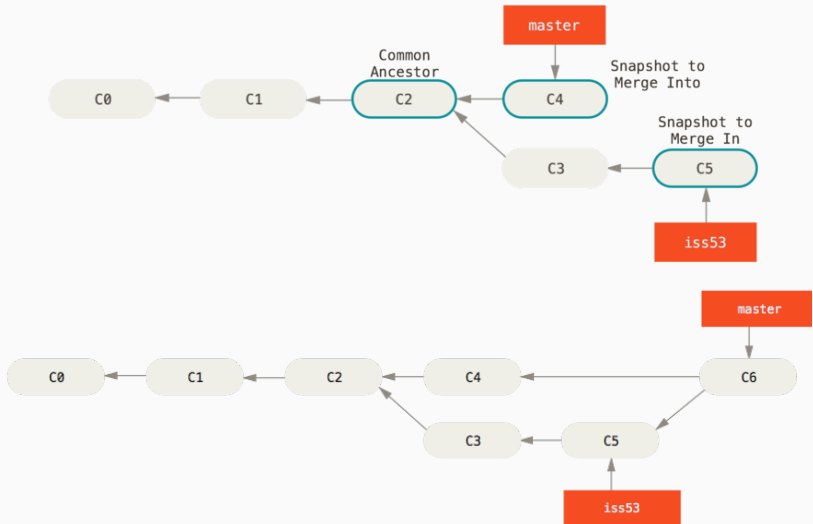 master
Common
Ancestor
Snapshot to
Merge Into
C0
C1
C2
C4
Snapshot to
Merge In
C3
C5
iss53
master
C0
C1
C2
C4
C6
C3
C5
iss53